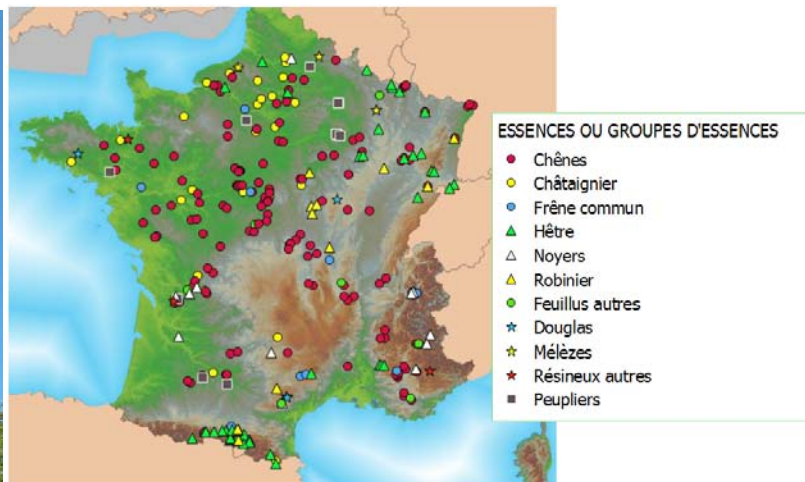 ESSENCES OU GROUPES D'ESSENCES
Chênes
Châtaignier
Frêne commun
Hêtre
Noyers
Robinier
Feuillus autres
Douglas
Mélèzes
Résineux autres
Peupliers